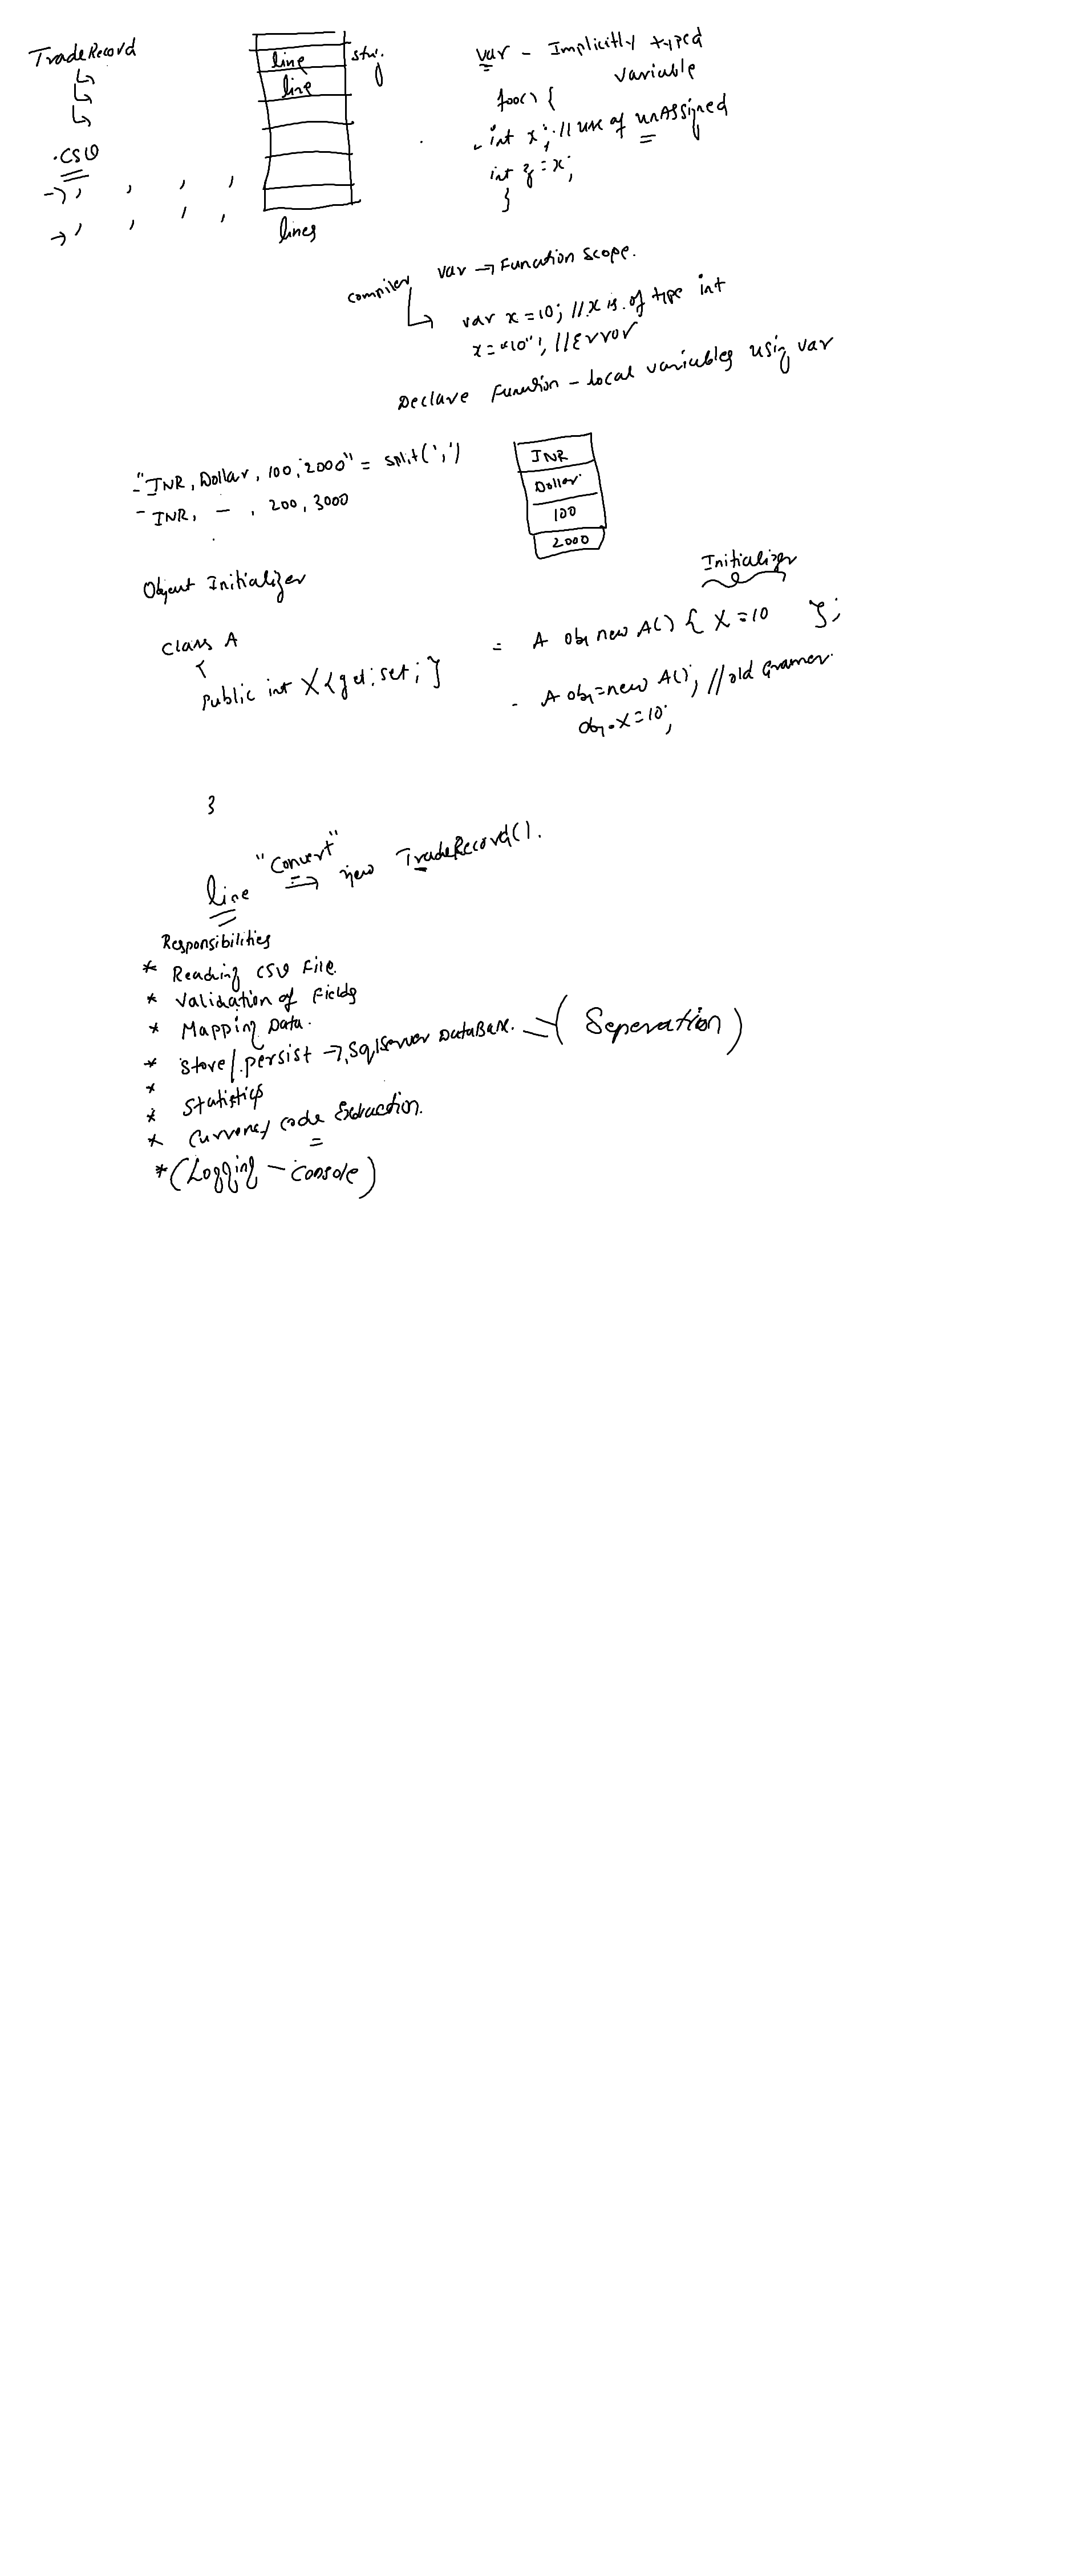 TradeRecord
.CSV
, , , ,
, , , ,
line
line
lines
var - Implicitly typed
variable
foo() {
int x; // use of unAssigned
int y = x;
}
compiler
var → Function scope.
var x = 10; // x is of type int
x = "10"; // Error
Declare Function - local variables using var
- "INR, Dollar, 100, 2000" = split(',')
- INR, - , 200, 3000
INR
Dollar
100
2000
Object Initializer
Initializer
class A
{
public int X {get; set; }
}
= A obj new A() { X = 10 };
- A obj = new A(); // old Gramer.
obj.X = 10;
line "Convert" ⇒ new TradeRecord().
Responsibilities
* Reading CSV File.
* Validation of Fields
* Mapping Data.
* Store/persist → SqlServer DataBase. (Seperation)
*
* Statistics
* Currency code Extraction.
* (Logging - Console)